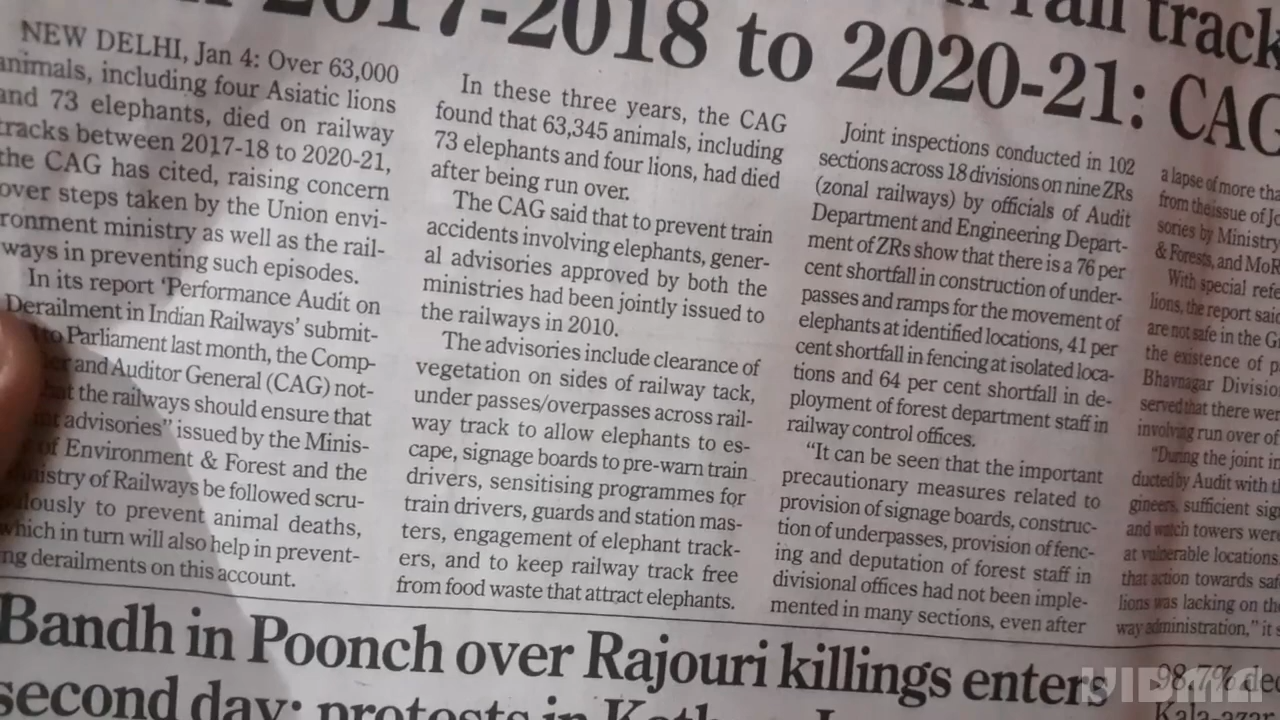 2017-2018 to 2020-21: CAG
rail track
NEW DELHI, Jan 4: Over 63,000
animals, including four Asiatic lions
and 73 elephants, died on railway
tracks between 2017-18 to 2020-21,
the CAG has cited, raising concern
over steps taken by the Union envi-
ronment ministry as well as the rail-
ways in preventing such episodes.
In its report 'Performance Audit on
Derailment in Indian Railways' submit-
to Parliament last month, the Comp-
and Auditor General (CAG) not-
the railways should ensure that
advisories" issued by the Minis-
of Environment & Forest and the
Railways be followed scru-
to prevent animal deaths,
which in turn will also help in prevent-
ng derailments on this account.
In these three years, the CAG
found that 63,345 animals, including
73 elephants and four lions, had died
after being run over.
The CAG said that to prevent train
accidents involving elephants, gener-
al advisories approved by both the
ministries had been jointly issued to
the railways in 2010.
The advisories include clearance of
vegetation on sides of railway tack,
under passes/overpasses across rail-
way track to allow elephants to es-
cape, signage boards to pre-warn train
drivers, sensitising programmes for
train drivers, guards and station mas-
ters, engagement of elephant track-
ers, and to keep railway track free
from food waste that attract elephants.
Joint inspections conducted in 102
sections across 18 divisions on nine ZRs
(zonal railways) by officials of Audit
Department and Engineering Depart-
ment of ZRs show that there is a 76 per
cent shortfall in construction of under-
passes and ramps for the movement of
elephants at identified locations, 41 per
cent shortfall in fencing at isolated loca-
tions and 64 per cent shortfall in de-
ployment of forest department staff in
railway control offices.
"It can be seen that the important
precautionary measures related to
provision of signage boards, construc-
tion of underpasses, provision of fenc-
ing and deputation of forest staff in
divisional offices had not been imple-
mented in many sections, even after
a lapse of more tha
from the issue of Jo
sories by Ministry
& Forests, and MoR
With special refe
lions, the report said
are not safe in the G
the existence of p
Bhavnagar Division
served that there wer
involving run over of
"During the joint in
ducted by Audit with th
gineers, sufficient sig
and watch towers were
at vulnerable locations.
that action towards saf
lions was lacking on th
way administration," it s
Bandh in Poonch over Rajouri killings enters
second day; protests in
98.7% dec
Kala-azar
VIDMA